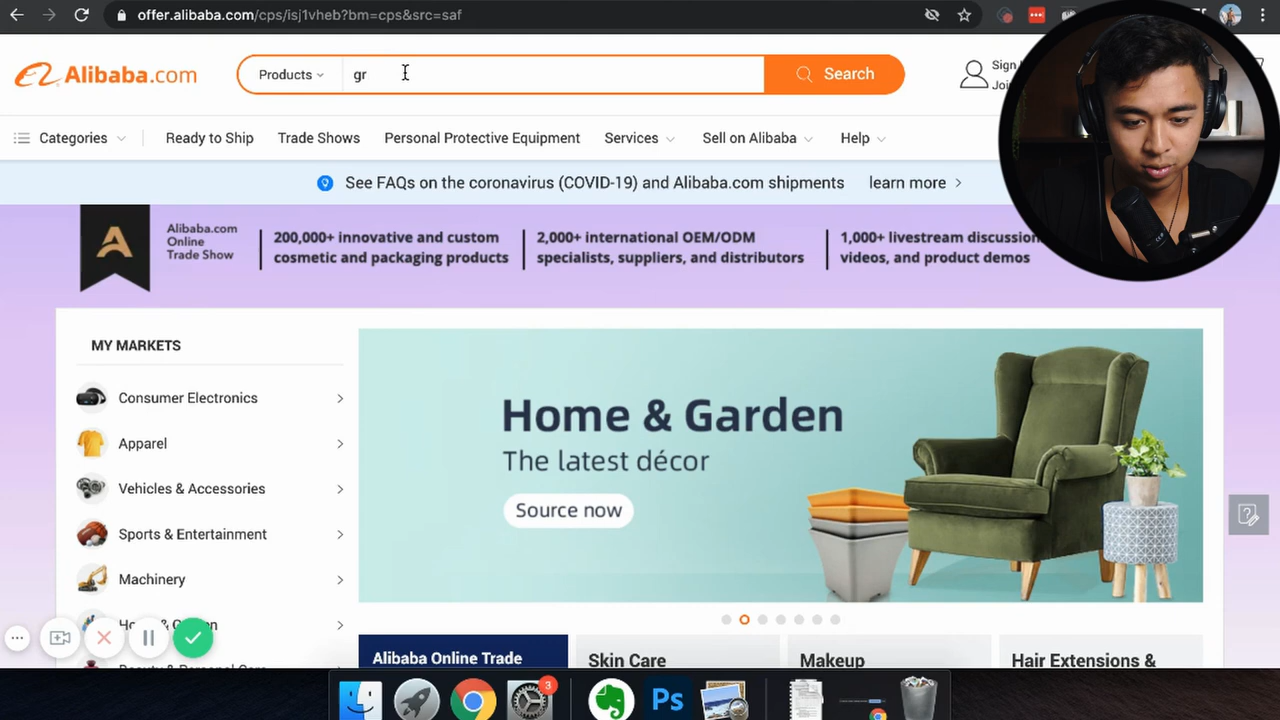 offer.alibaba.com/cps/isj1vheb?bm=cps&src=saf
Alibaba.com
Products
gr
Search
Sign
Joi
Categories
Ready to Ship
Trade Shows
Personal Protective Equipment
Services
Sell on Alibaba
Help
See FAQs on the coronavirus (COVID-19) and Alibaba.com shipments
learn more
A
Alibaba.com
Online
Trade Show
200,000+ innovative and custom
cosmetic and packaging products
2,000+ international OEM/ODM
specialists, suppliers, and distributors
1,000+ livestream discussion
videos, and product demos
MY MARKETS
Consumer Electronics
Apparel
Vehicles & Accessories
Sports & Entertainment
Machinery
Home & Garden
The latest décor
Source now
Alibaba Online Trade
Skin Care
Makeup
Hair Extensions &
3
Ps